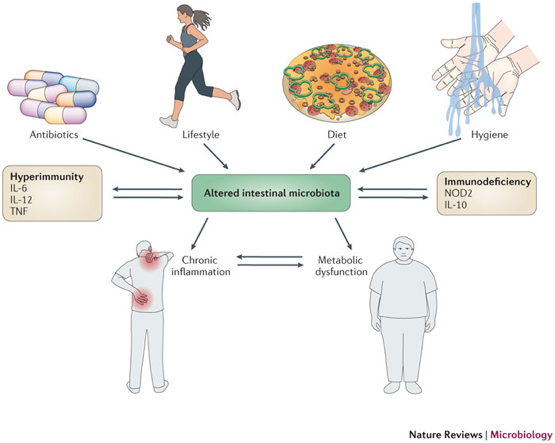 Antibiotics
Lifestyle
Diet
Hygiene
Hyperimmunity
IL-6
IL-12
TNF
Altered intestinal microbiota
Immunodeficiency
NOD2
IL-10
Chronic
inflammation
Metabolic
dysfunction
Nature Reviews | Microbiology